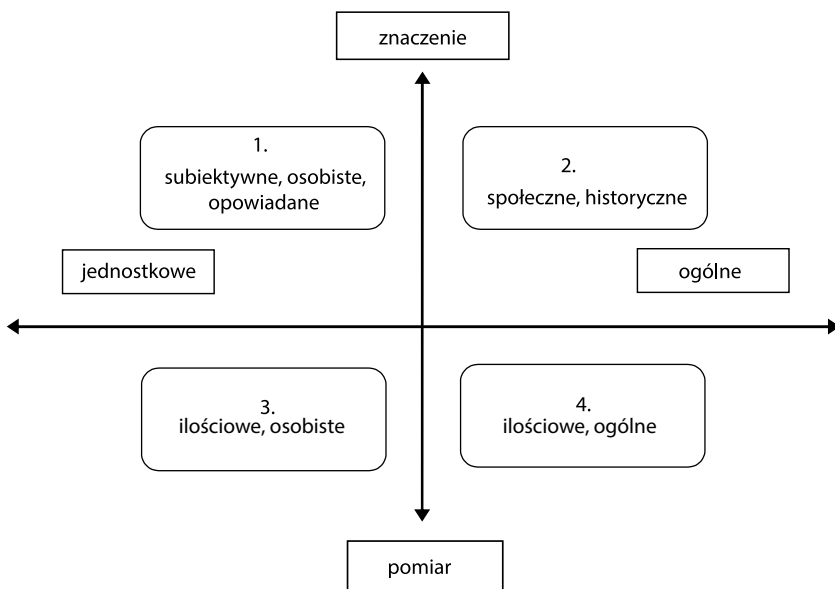 znaczenie
1.
subiektywne, osobiste,
opowiadane
2.
społeczne, historyczne
jednostkowe
ogólne
3.
ilościowe, osobiste
4.
ilościowe, ogólne
pomiar